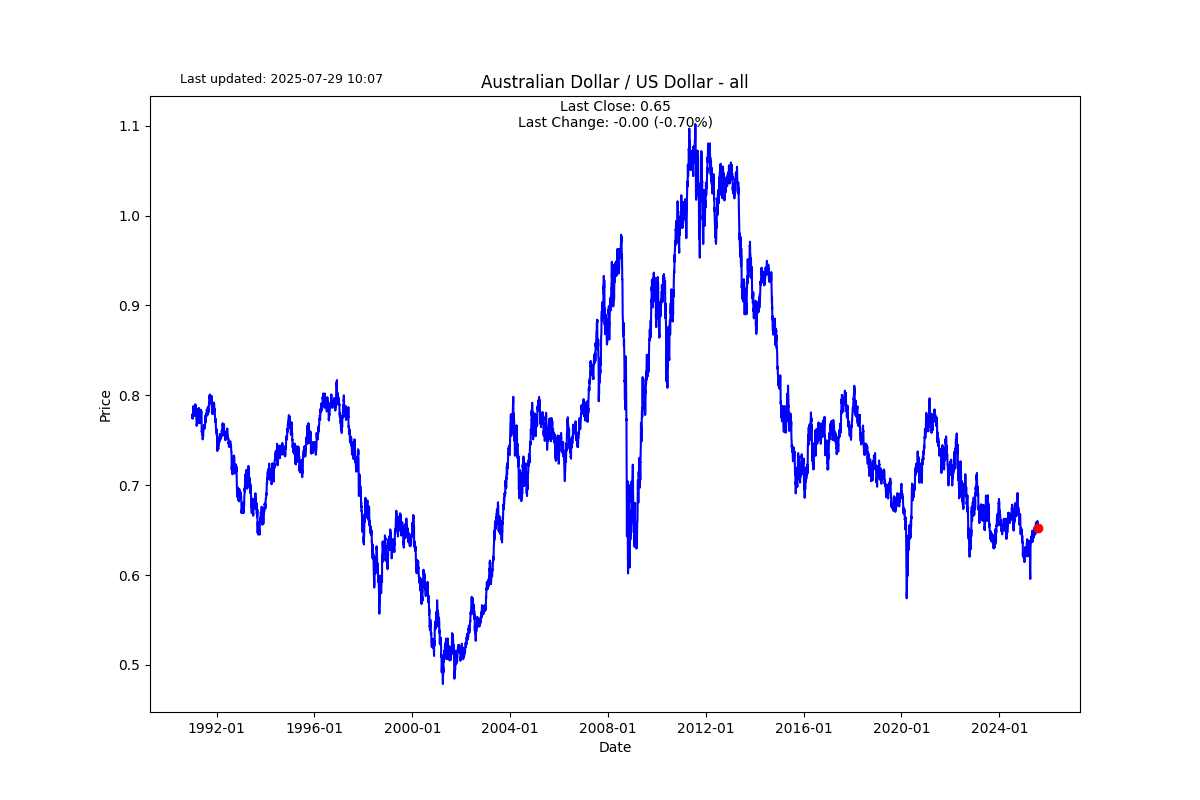 Last updated: 2025-07-29 10:07
Australian Dollar / US Dollar - all
Last Close: 0.65
Last Change: -0.00 (-0.70%)
Price
1.1
1.0
0.9
0.8
0.7
0.6
0.5
1992-01 1996-01 2000-01 2004-01 2008-01 2012-01 2016-01 2020-01 2024-01
Date